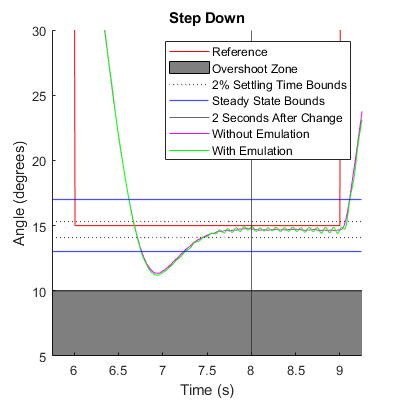 Step Down
30
25
20
15
10
5
Angle (degrees)
Reference
Overshoot Zone
2% Settling Time Bounds
Steady State Bounds
2 Seconds After Change
Without Emulation
With Emulation
6
6.5
7
7.5
8
8.5
9
Time (s)